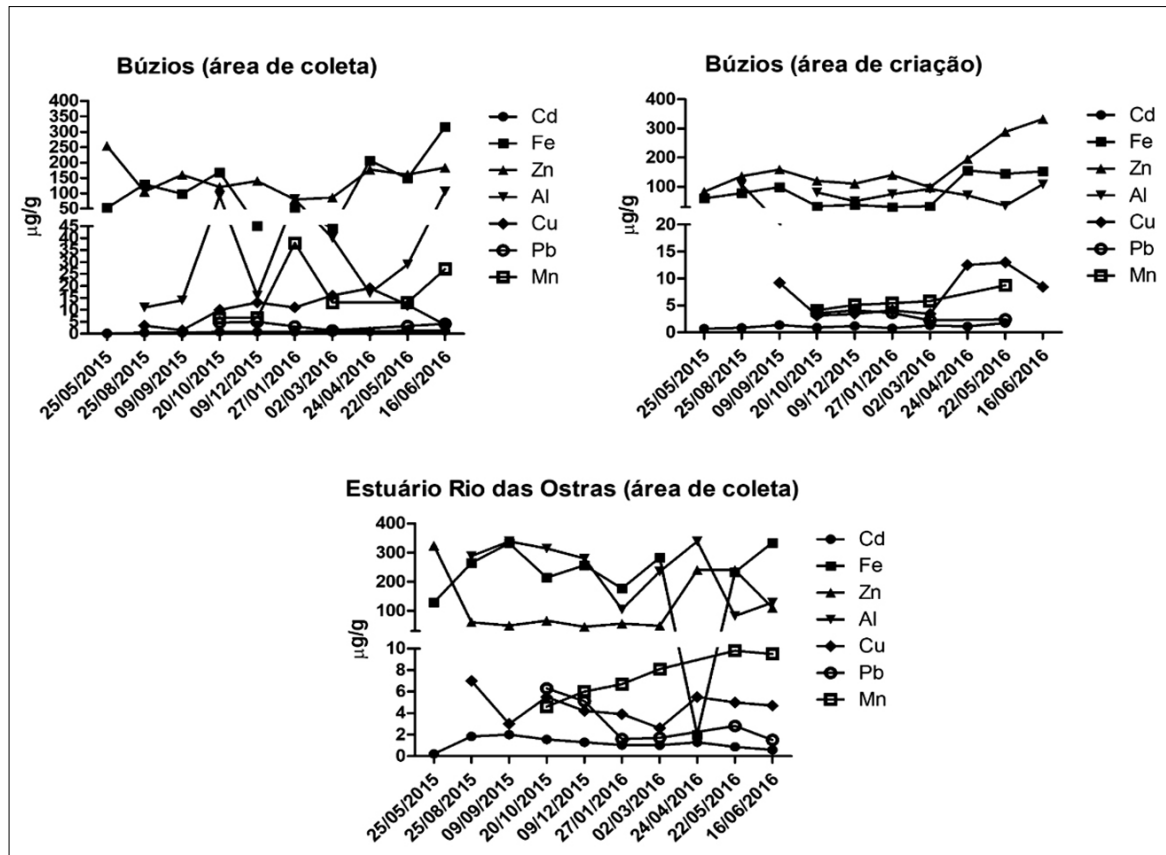 Búzios (área de coleta)
400
350
300
250
200
150
100
50
45
40
35
30
25
20
15
10
5
0
µg/g
25/05/2015
25/08/2015
09/09/2015
20/10/2015
09/12/2015
27/01/2016
02/03/2016
24/04/2016
22/05/2016
16/06/2016
Cd
Fe
Zn
Al
Cu
Pb
Mn
Búzios (área de criação)
400
300
200
100
20
15
10
5
0
µg/g
25/05/2015
25/08/2015
09/09/2015
20/10/2015
09/12/2015
27/01/2016
02/03/2016
24/04/2016
22/05/2016
16/06/2016
Cd
Fe
Zn
Al
Cu
Pb
Mn
Estuário Rio das Ostras (área de coleta)
400
300
200
100
10
8
6
4
2
0
µg/g
25/05/2015
25/08/2015
09/09/2015
20/10/2015
09/12/2015
27/01/2016
02/03/2016
24/04/2016
22/05/2016
16/06/2016
Cd
Fe
Zn
Al
Cu
Pb
Mn